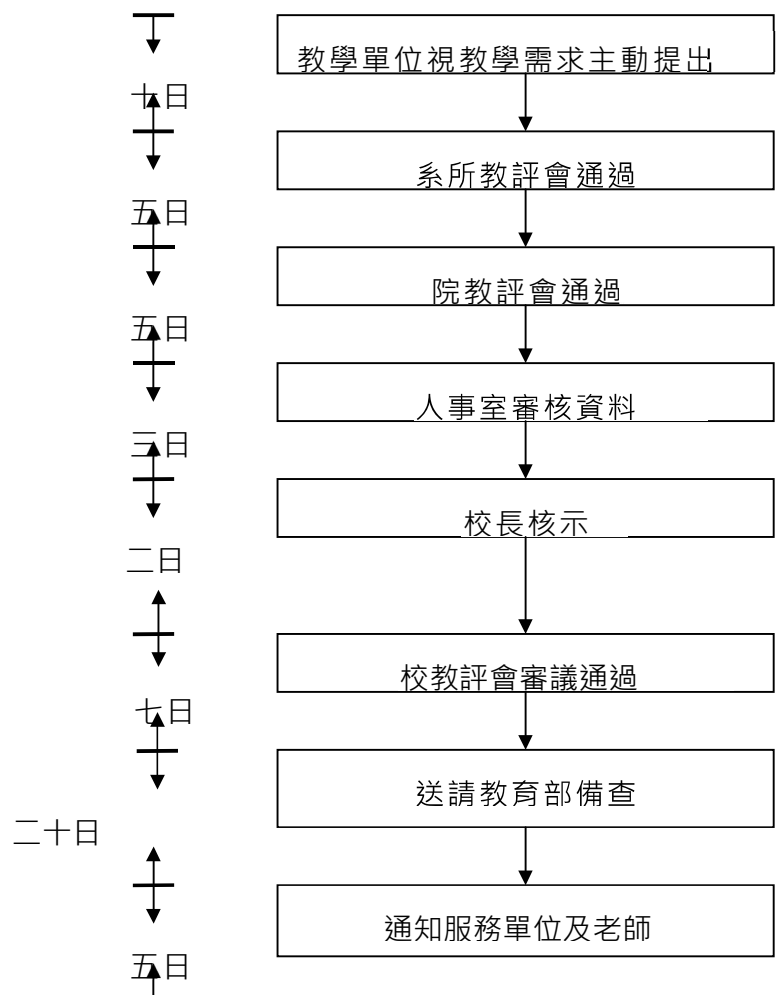 教學單位視教學需求主動提出
十日
系所教評會通過
五日
院教評會通過
五日
人事室審核資料
三日
校長核示
二日
校教評會審議通過
七日
送請教育部備查
二十日
通知服務單位及老師
五日